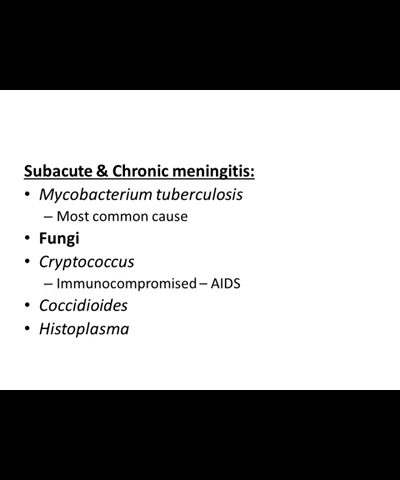 Subacute & Chronic meningitis:
• Mycobacterium tuberculosis
– Most common cause
• Fungi
• Cryptococcus
– Immunocompromised – AIDS
• Coccidioides
• Histoplasma